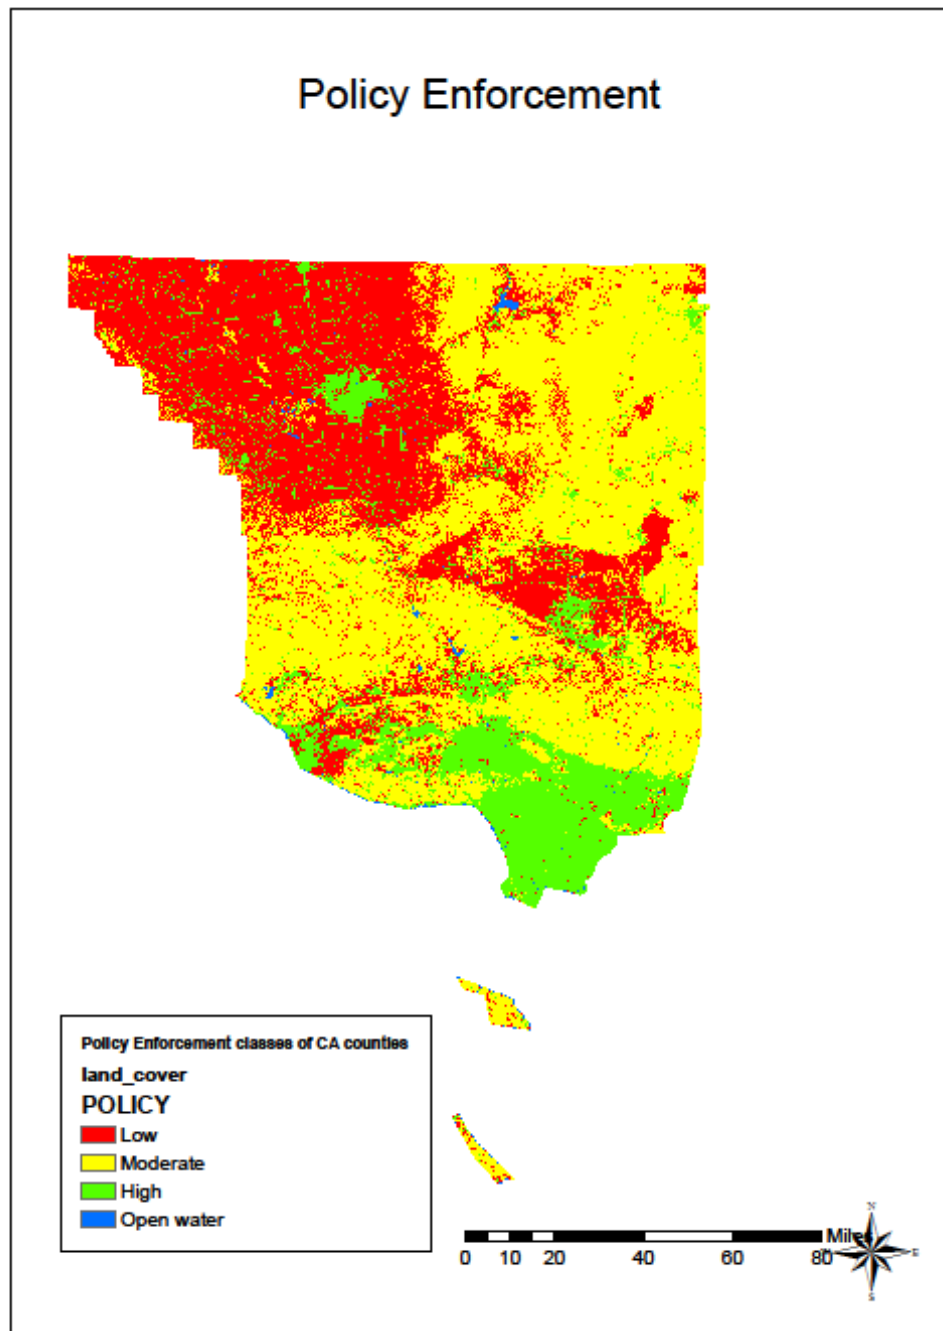 Policy Enforcement
Policy Enforcement classes of CA counties
land_cover
POLICY
Low
Moderate
High
Open water
N
Miles
E
0 10 20 40 60 80
S